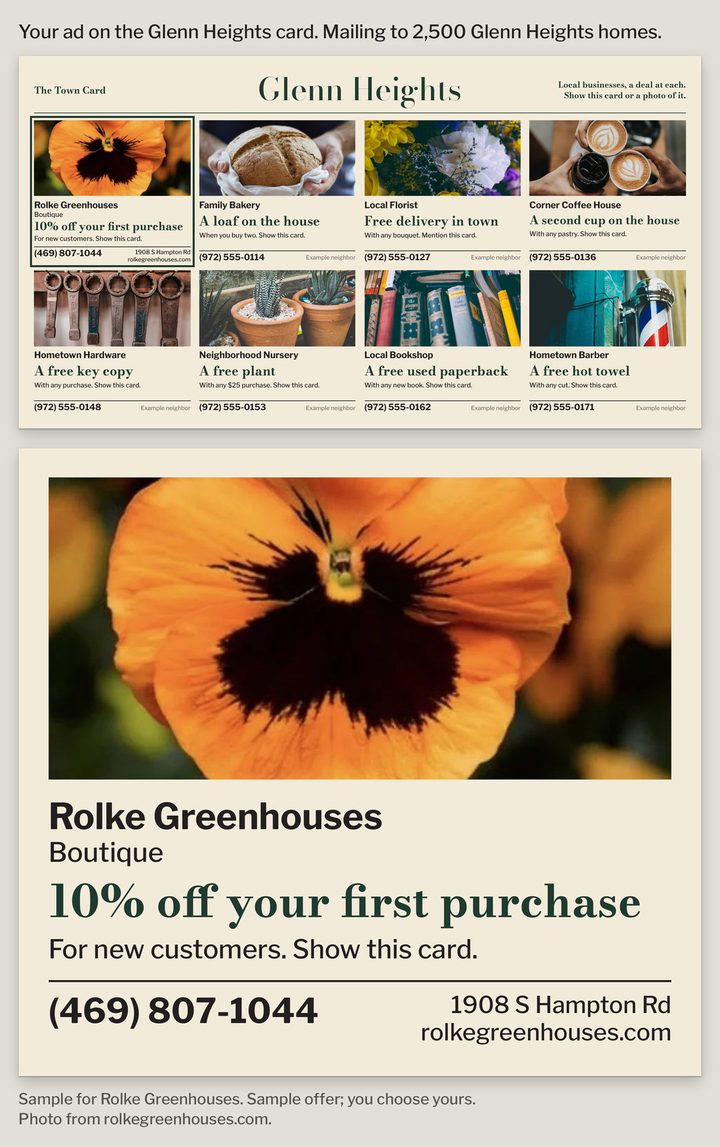 Your ad on the Glenn Heights card. Mailing to 2,500 Glenn Heights homes.
The Town Card
Glenn Heights
Local businesses, a deal at each.
Show this card or a photo of it.
Rolke Greenhouses
Boutique
10% off your first purchase
For new customers. Show this card.
(469) 807-1044
1908 S Hampton Rd
rolkegreenhouses.com
Family Bakery
A loaf on the house
When you buy two. Show this card.
(972) 555-0114
Example neighbor
Local Florist
Free delivery in town
With any bouquet. Mention this card.
(972) 555-0127
Example neighbor
Corner Coffee House
A second cup on the house
With any pastry. Show this card.
(972) 555-0136
Example neighbor
Hometown Hardware
A free key copy
With any purchase. Show this card.
(972) 555-0148
Example neighbor
Neighborhood Nursery
A free plant
With any $25 purchase. Show this card.
(972) 555-0153
Example neighbor
Local Bookshop
A free used paperback
With any new book. Show this card.
(972) 555-0162
Example neighbor
Hometown Barber
A free hot towel
With any cut. Show this card.
(972) 555-0171
Example neighbor
Rolke Greenhouses
Boutique
10% off your first purchase
For new customers. Show this card.
(469) 807-1044
1908 S Hampton Rd
rolkegreenhouses.com
Sample for Rolke Greenhouses. Sample offer; you choose yours.
Photo from rolkegreenhouses.com.